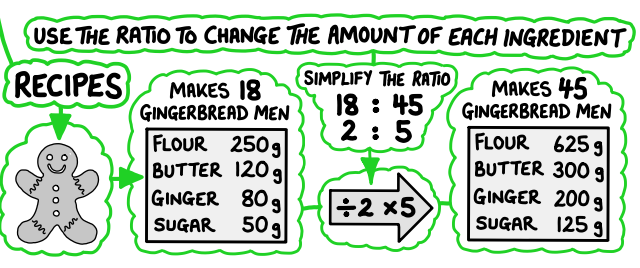 USE THE RATIO TO CHANGE THE AMOUNT OF EACH INGREDIENT
RECIPES
MAKES 18
GINGERBREAD MEN
FLOUR 250g
BUTTER 120g
GINGER 80g
SUGAR 50g
SIMPLIFY THE RATIO
18 : 45
2 : 5
÷2 ×5
MAKES 45
GINGERBREAD MEN
FLOUR 625g
BUTTER 300g
GINGER 200g
SUGAR 125g